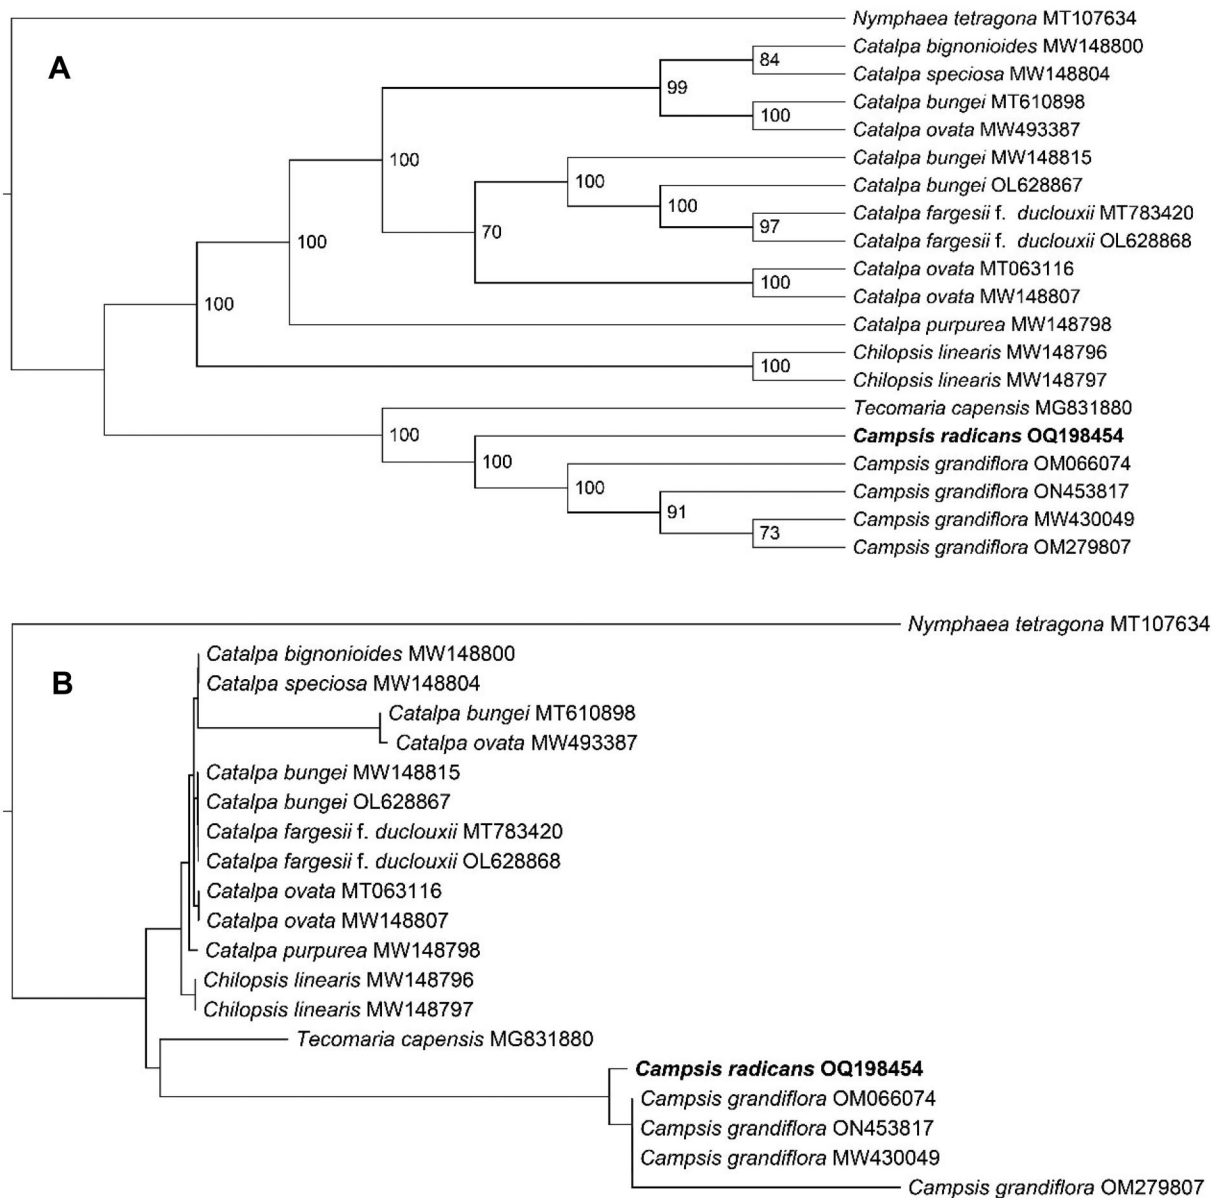 A
Nymphaea tetragona MT107634
Catalpa bignonioides MW148800
84
Catalpa speciosa MW148804
99
Catalpa bungei MT610898
100
Catalpa ovata MW493387
100
Catalpa bungei MW148815
100
Catalpa bungei OL628867
100
Catalpa fargesii f. duclouxii MT783420
97
Catalpa fargesii f. duclouxii OL628868
70
100
Catalpa ovata MT063116
100
Catalpa ovata MW148807
100
Catalpa purpurea MW148798
Chilopsis linearis MW148796
100
Chilopsis linearis MW148797
Tecomaria capensis MG831880
100
Campsis radicans OQ198454
100
Campsis grandiflora OM066074
100
Campsis grandiflora ON453817
91
Campsis grandiflora MW430049
73
Campsis grandiflora OM279807
B
Nymphaea tetragona MT107634
Catalpa bignonioides MW148800
Catalpa speciosa MW148804
Catalpa bungei MT610898
Catalpa ovata MW493387
Catalpa bungei MW148815
Catalpa bungei OL628867
Catalpa fargesii f. duclouxii MT783420
Catalpa fargesii f. duclouxii OL628868
Catalpa ovata MT063116
Catalpa ovata MW148807
Catalpa purpurea MW148798
Chilopsis linearis MW148796
Chilopsis linearis MW148797
Tecomaria capensis MG831880
Campsis radicans OQ198454
Campsis grandiflora OM066074
Campsis grandiflora ON453817
Campsis grandiflora MW430049
Campsis grandiflora OM279807